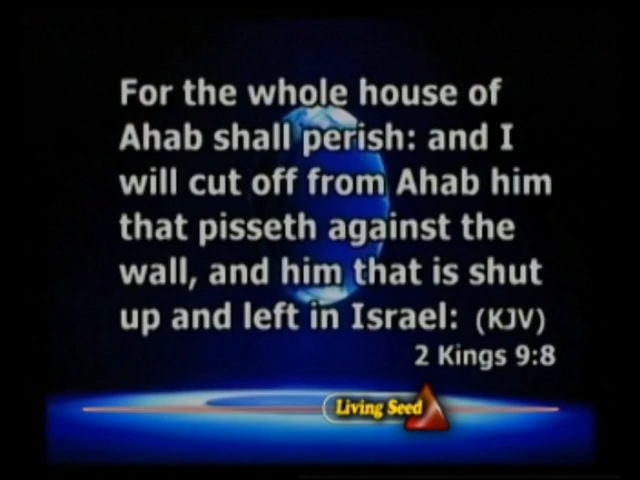 For the whole house of
Ahab shall perish: and I
will cut off from Ahab him
that pisseth against the
wall, and him that is shut
up and left in Israel: (KJV)
2 Kings 9:8
Living Seed